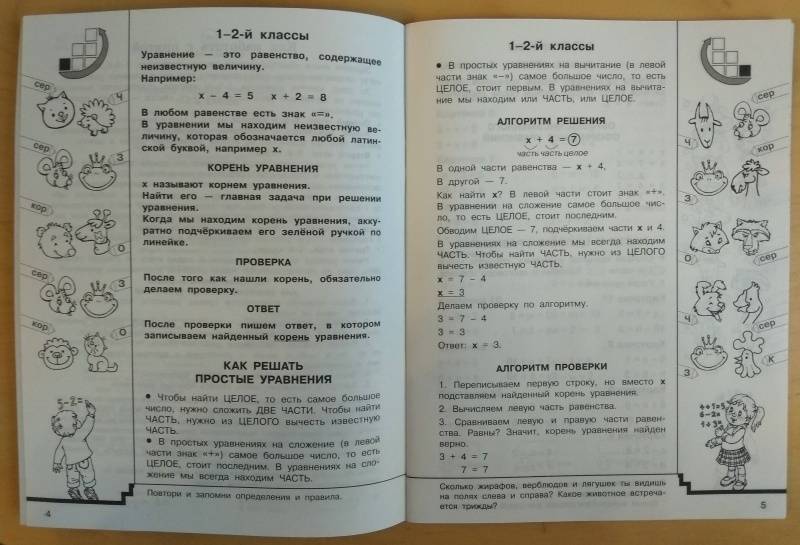 1–2-й классы
Уравнение — это равенство, содержащее
неизвестную величину.
Например:
х – 4 = 5 х + 2 = 8
В любом равенстве есть знак «=».
В уравнении мы находим неизвестную ве-
личину, которая обозначается любой латин-
ской буквой, например х.
КОРЕНЬ УРАВНЕНИЯ
х называют корнем уравнения.
Найти его — главная задача при решении
уравнения.
Когда мы находим корень уравнения, акку-
ратно подчёркиваем его зелёной ручкой по
линейке.
ПРОВЕРКА
После того как нашли корень, обязательно
делаем проверку.
ОТВЕТ
После проверки пишем ответ, в котором
записываем найденный корень уравнения.
КАК РЕШАТЬ
ПРОСТЫЕ УРАВНЕНИЯ
• Чтобы найти ЦЕЛОЕ, то есть самое большое
число, нужно сложить ДВЕ ЧАСТИ. Чтобы найти
ЧАСТЬ, нужно из ЦЕЛОГО вычесть известную
ЧАСТЬ.
• В простых уравнениях на сложение (в левой
части знак «+») самое большое число, то есть
ЦЕЛОЕ, стоит последним. В уравнениях на сло-
жение мы всегда находим ЧАСТЬ.
Повтори и запомни определения и правила.
4
сер
Ч
сер
З
кор
О
сер
З
кор
О
5-2=
1–2-й классы
• В простых уравнениях на вычитание (в левой
части знак «–») самое большое число, то есть
ЦЕЛОЕ, стоит первым. В уравнениях на вычита-
ние мы находим или ЧАСТЬ, или ЦЕЛОЕ.
АЛГОРИТМ РЕШЕНИЯ
х + 4 = 7
часть часть целое
В одной части равенства — х + 4,
В другой — 7.
Как найти х? В левой части стоит знак «+».
В уравнении на сложение самое большое чис-
ло, то есть ЦЕЛОЕ, стоит последним.
Обводим ЦЕЛОЕ — 7, подчёркиваем части х и 4.
В уравнениях на сложение мы всегда находим
ЧАСТЬ. Чтобы найти ЧАСТЬ, нужно из ЦЕЛОГО
вычесть известную ЧАСТЬ.
х = 7 – 4
х = 3
Делаем проверку по алгоритму.
3 = 7 – 4
3 = 3
Ответ: х = 3.
АЛГОРИТМ ПРОВЕРКИ
1. Переписываем первую строку, но вместо х
подставляем найденный корень уравнения.
2. Вычисляем левую часть равенства.
3. Сравниваем левую и правую части равен-
ства. Равны? Значит, корень уравнения найден
верно.
3 + 4 = 7
7 = 7
Сколько жирафов, верблюдов и лягушек ты видишь
на полях слева и справа? Какое животное встреча-
ется трижды?
5
сер
Ч
кор
З
О
сер
Ч
сер
З
К
4+1=5
6-2=
1+3=